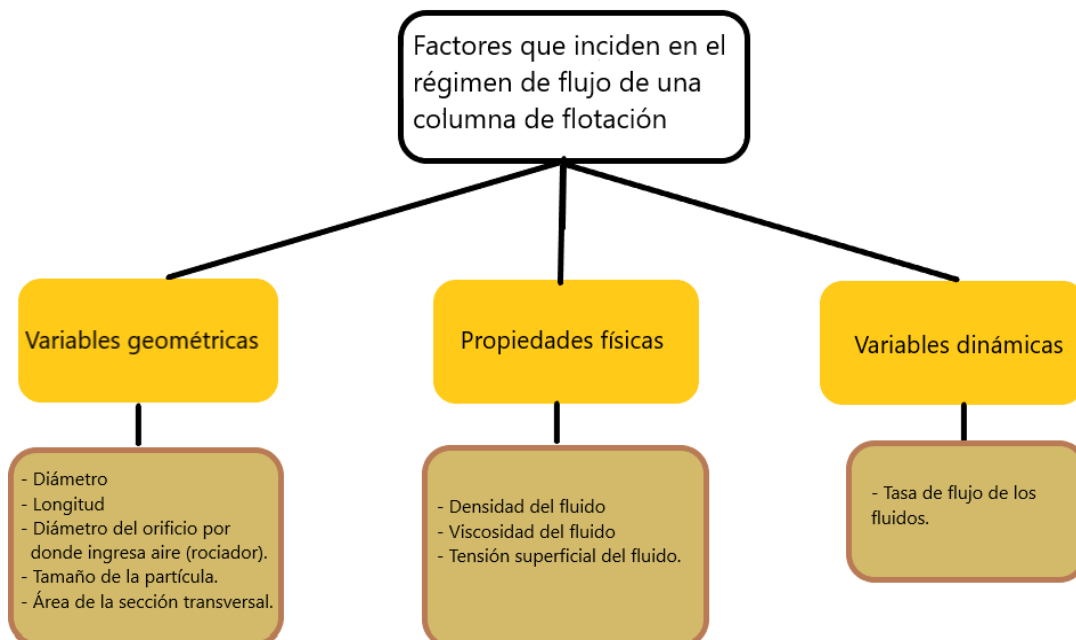 Factores que inciden en el
régimen de flujo de una
columna de flotación
Variables geométricas
Propiedades físicas
Variables dinámicas
- Diámetro
- Longitud
- Diámetro del orificio por
donde ingresa aire (rociador).
- Tamaño de la partícula.
- Área de la sección transversal.
- Densidad del fluido
- Viscosidad del fluido
- Tensión superficial del fluido.
- Tasa de flujo de los
fluidos.